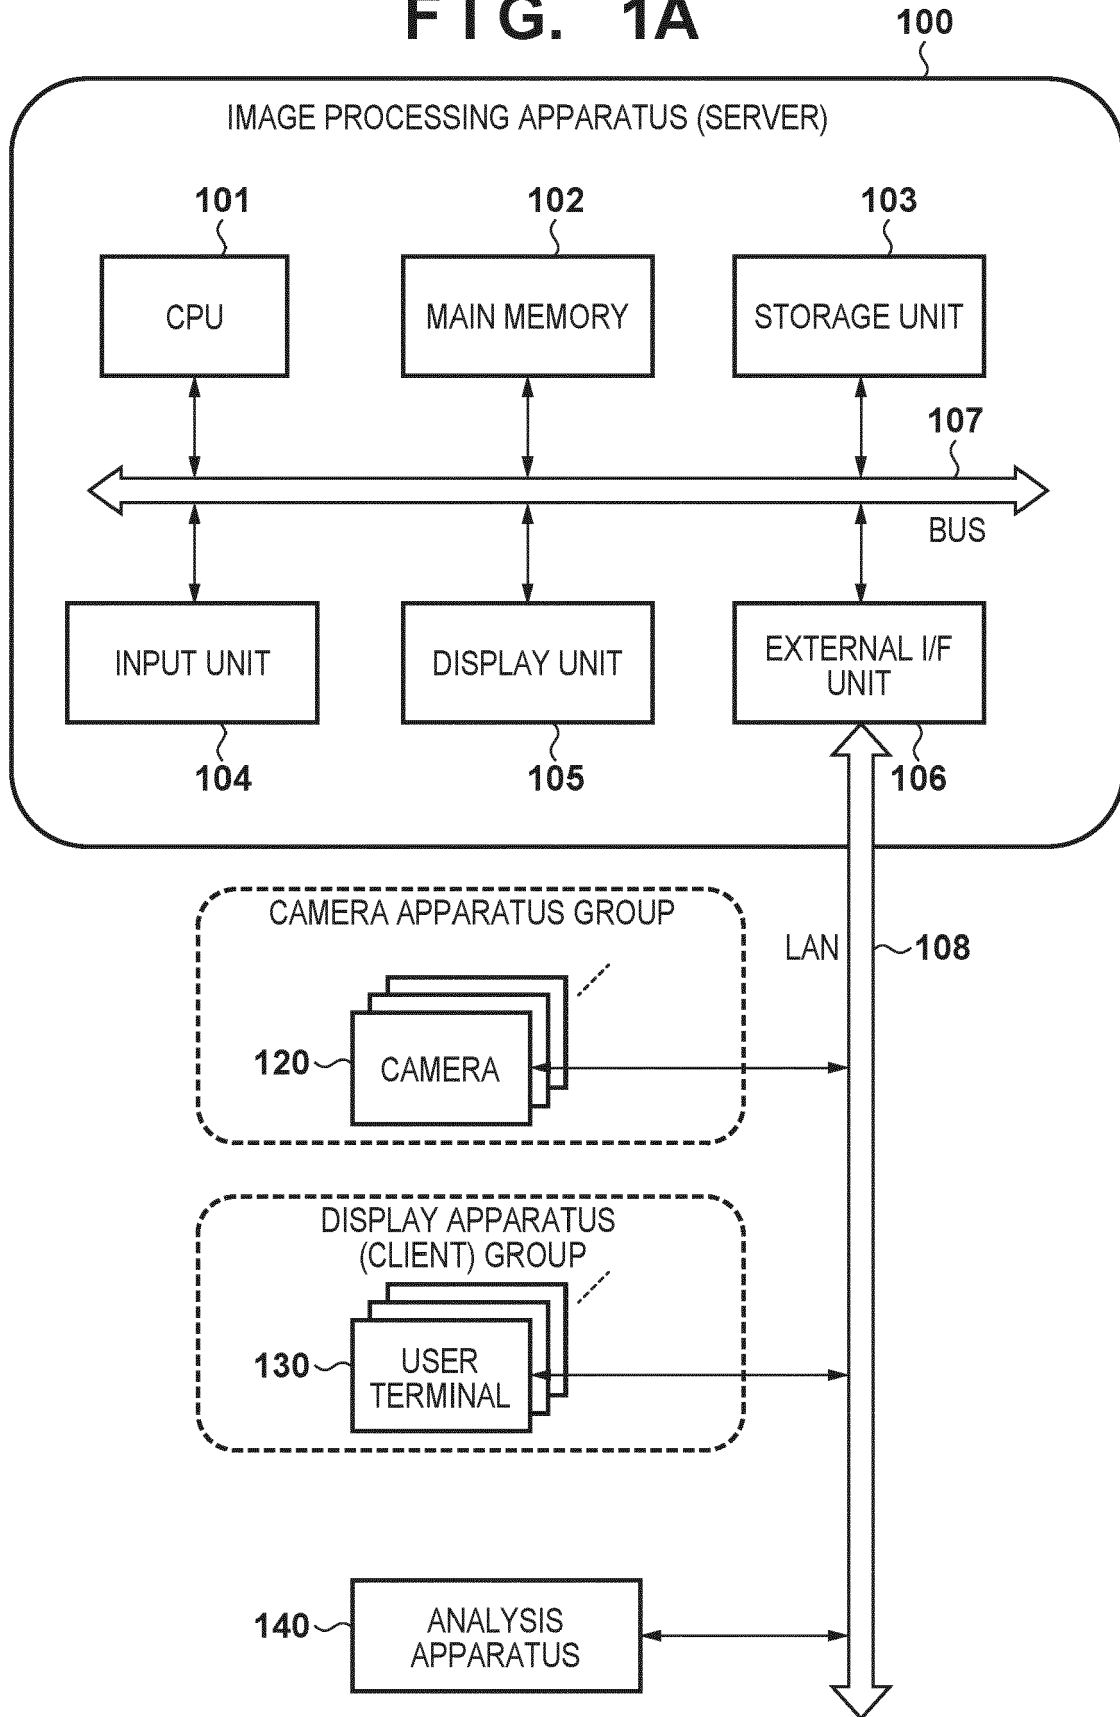 FIG. 1A
100
IMAGE PROCESSING APPARATUS (SERVER)
101
102
103
CPU
MAIN MEMORY
STORAGE UNIT
107
BUS
INPUT UNIT
DISPLAY UNIT
EXTERNAL I/F
UNIT
104
105
106
CAMERA APPARATUS GROUP
LAN
108
120
CAMERA
DISPLAY APPARATUS
(CLIENT) GROUP
130
USER
TERMINAL
140
ANALYSIS
APPARATUS